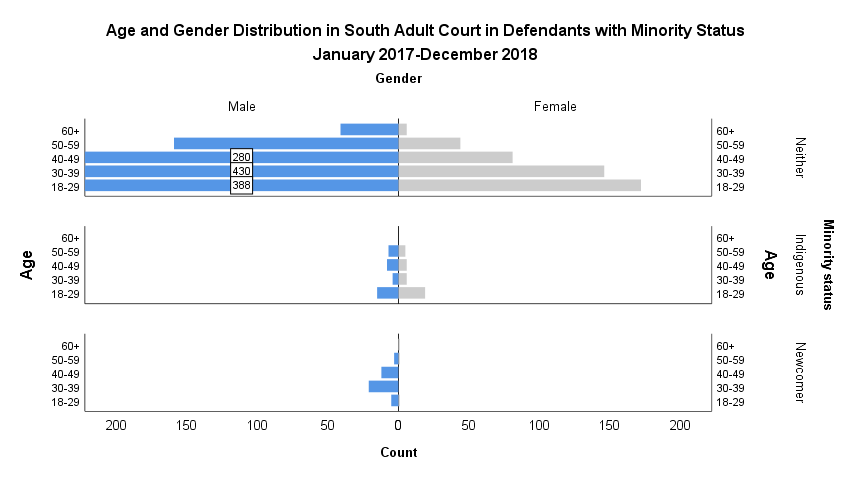 Age and Gender Distribution in South Adult Court in Defendants with Minority Status
January 2017-December 2018
Gender
Male Female
60+ 60+
50-59 50-59
40-49 280 40-49
30-39 430 30-39
18-29 388 18-29
Neither
60+ 60+
50-59 50-59
40-49 40-49
30-39 30-39
18-29 18-29
Indigenous
Age
Age
Minority status
60+ 60+
50-59 50-59
40-49 40-49
30-39 30-39
18-29 18-29
Newcomer
200 150 100 50 0 50 100 150 200
Count